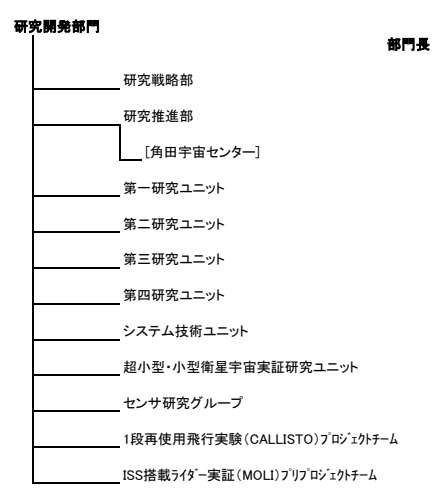 研究開発部門
部門長
研究戦略部
研究推進部
[角田宇宙センター]
第一研究ユニット
第二研究ユニット
第三研究ユニット
第四研究ユニット
システム技術ユニット
超小型・小型衛星宇宙実証研究ユニット
センサ研究グループ
1段再使用飛行実験(CALLISTO)ﾌﾟﾛｼﾞｪｸﾄチーム
ISS搭載ﾗｲﾀﾞｰ実証(MOLI)ﾌﾟﾘﾌﾟﾛｼﾞｪｸﾄチーム